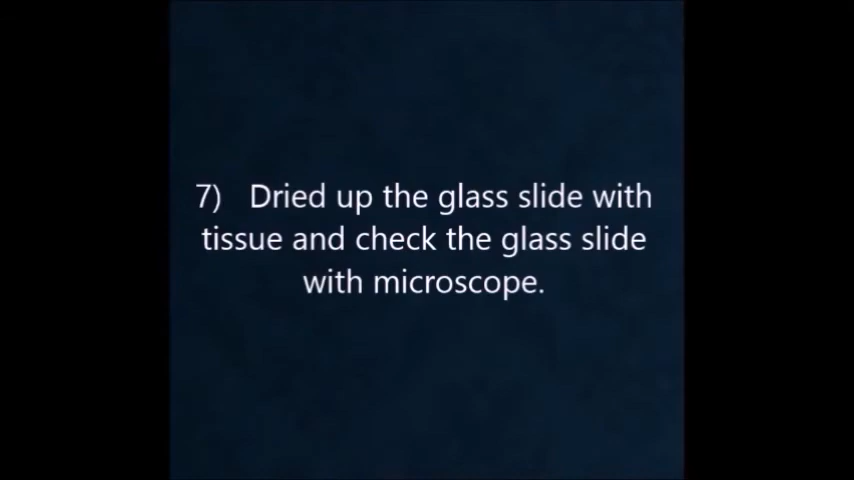 7) Dried up the glass slide with
tissue and check the glass slide
with microscope.